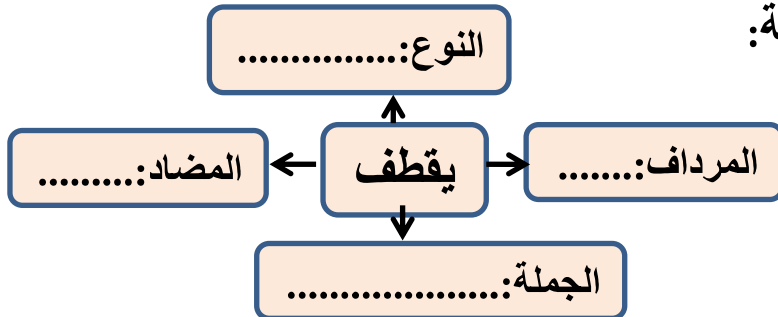 ة:
النوع:...............
المرداف:.......
يقطف
المضاد:.........
الجملة:.....................